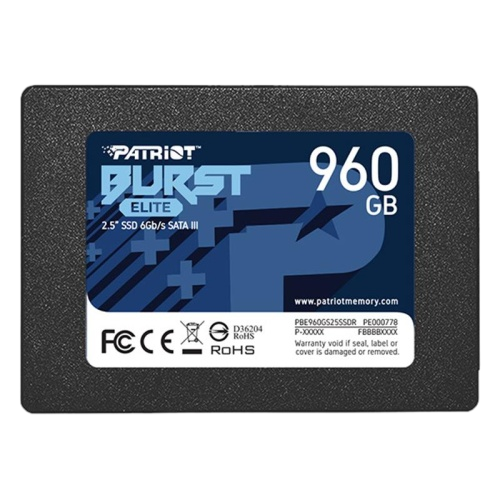 PATRIOT
BURST
ELITE
2.5" SSD 6Gb/s SATA III
960
GB
www.patriotmemory.com
PBE960GS25SSDR PE000778
P-XXXXX FBBBBXXXX
Warranty void if seal, label or
cover is damaged or removed.
FC CE
D36204
RoHS
RoHS